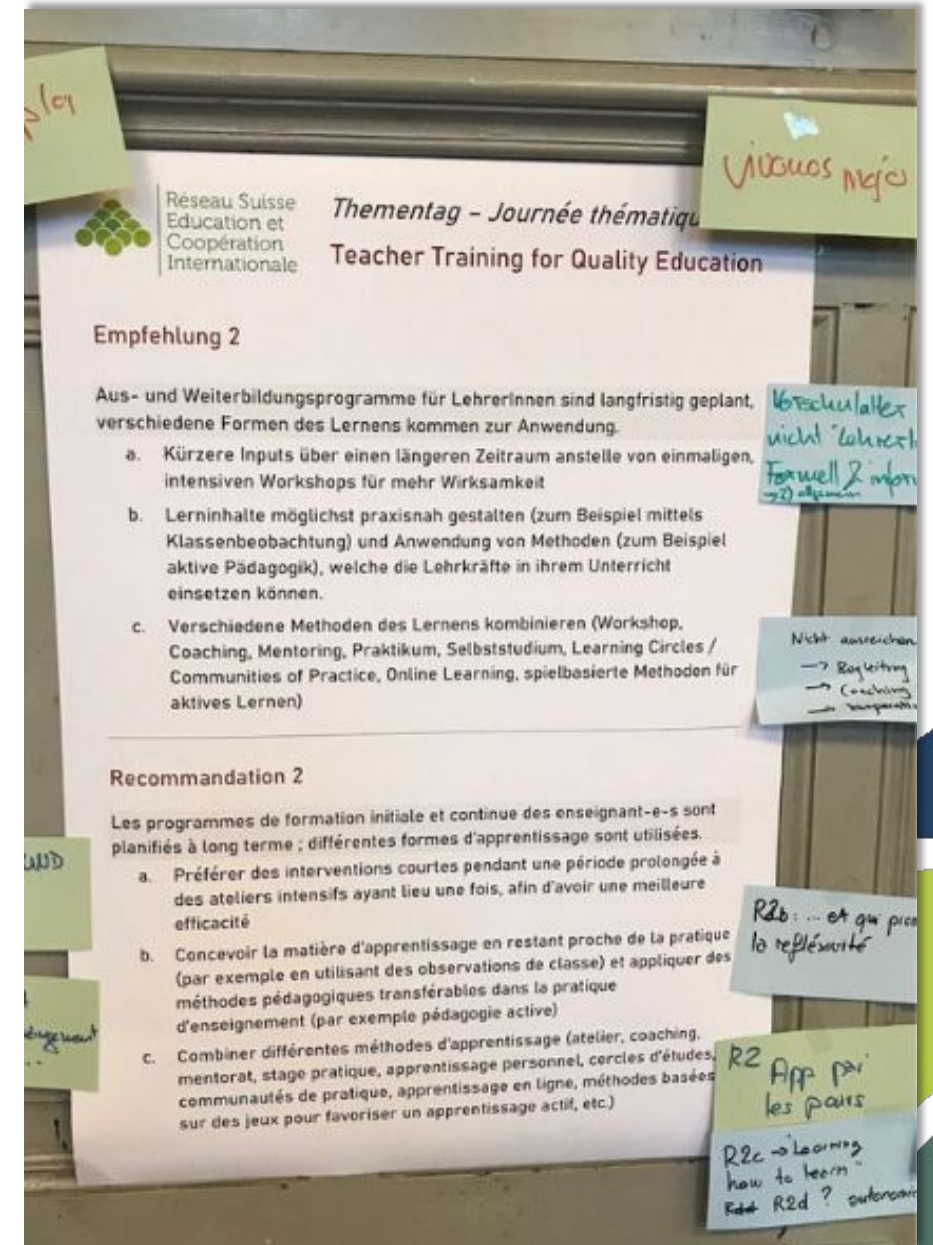 Vivamos mejo
Réseau Suisse
Education et
Coopération
Internationale
Thementag – Journée thématiqu
Teacher Training for Quality Education
Empfehlung 2
Aus- und Weiterbildungsprogramme für LehrerInnen sind langfristig geplant,
verschiedene Formen des Lernens kommen zur Anwendung.
a. Kürzere Inputs über einen längeren Zeitraum anstelle von einmaligen,
intensiven Workshops für mehr Wirksamkeit
b. Lerninhalte möglichst praxisnah gestalten (zum Beispiel mittels
Klassenbeobachtung) und Anwendung von Methoden (zum Beispiel
aktive Pädagogik), welche die Lehrkräfte in ihrem Unterricht
einsetzen können.
c. Verschiedene Methoden des Lernens kombinieren (Workshop,
Coaching, Mentoring, Praktikum, Selbststudium, Learning Circles /
Communities of Practice, Online Learning, spielbasierte Methoden für
aktives Lernen)
Vorschulalter
nicht "Lehrer
Formell & infor
→ 2) allgemein
Nicht ausreichen
→ Begleitung
→ Coaching
Recommandation 2
Les programmes de formation initiale et continue des enseignant-e-s sont
planifiés à long terme ; différentes formes d'apprentissage sont utilisées.
a. Préférer des interventions courtes pendant une période prolongée à
des ateliers intensifs ayant lieu une fois, afin d'avoir une meilleure
efficacité
b. Concevoir la matière d'apprentissage en restant proche de la pratique
(par exemple en utilisant des observations de classe) et appliquer des
méthodes pédagogiques transférables dans la pratique
d'enseignement (par exemple pédagogie active)
c. Combiner différentes méthodes d'apprentissage (atelier, coaching,
mentorat, stage pratique, apprentissage personnel, cercles d'études,
communautés de pratique, apprentissage en ligne, méthodes basées
sur des jeux pour favoriser un apprentissage actif, etc.)
UND
R2b: ... et qui prom
la refléxivité
R2 App par
les pairs
R2c → "Learning
how to learn"
R2d ? autonomie